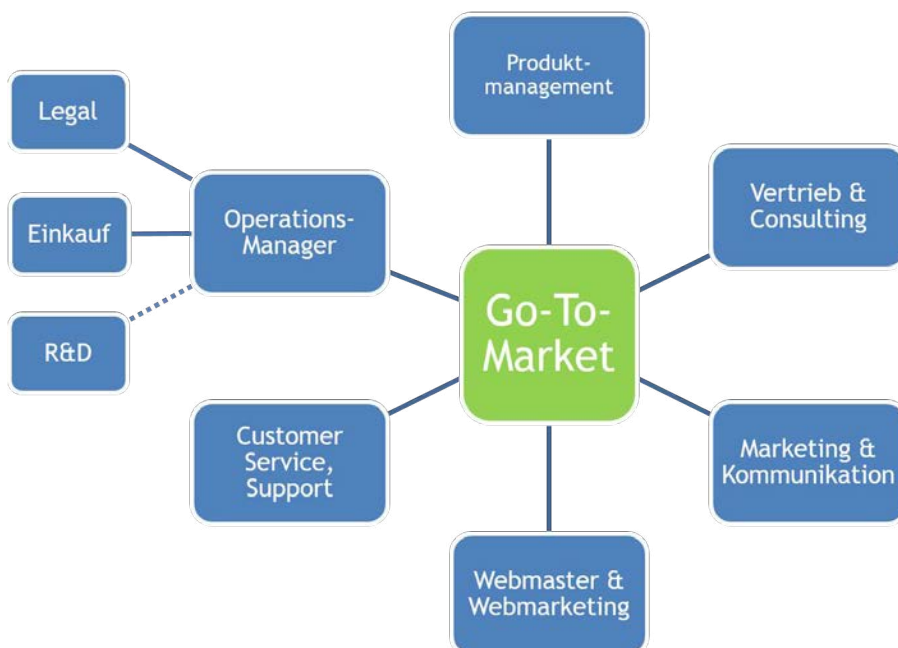 Produkt-
management
Legal
Vertrieb &
Consulting
Operations-
Manager
Einkauf
Go-To-
Market
R&D
Customer
Service,
Support
Marketing &
Kommunikation
Webmaster &
Webmarketing